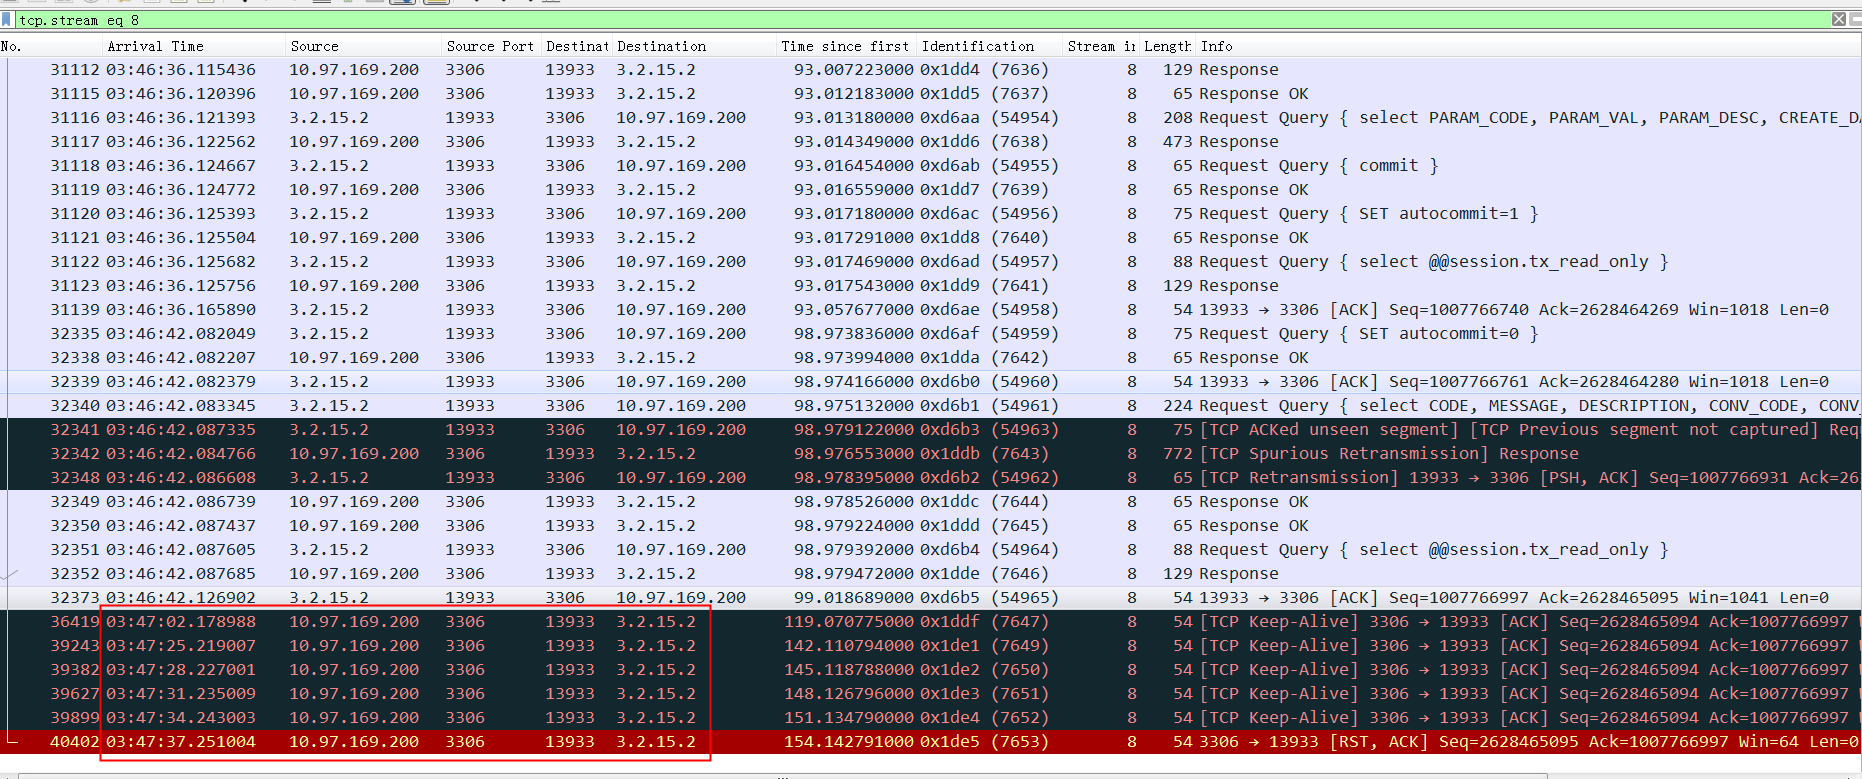 tcp.stream eq 8
No. Arrival Time Source Source Port Destinat Destination Time since first Identification Stream in Length Info
31112 03:46:36.115436 10.97.169.200 3306 13933 3.2.15.2 93.007223000 0x1dd4 (7636) 8 129 Response
31115 03:46:36.120396 10.97.169.200 3306 13933 3.2.15.2 93.012183000 0x1dd5 (7637) 8 65 Response OK
31116 03:46:36.121393 3.2.15.2 13933 3306 10.97.169.200 93.013180000 0xd6aa (54954) 8 208 Request Query { select PARAM_CODE, PARAM_VAL, PARAM_DESC, CREATE_DA
31117 03:46:36.122562 10.97.169.200 3306 13933 3.2.15.2 93.014349000 0x1dd6 (7638) 8 473 Response
31118 03:46:36.124667 3.2.15.2 13933 3306 10.97.169.200 93.016454000 0xd6ab (54955) 8 65 Request Query { commit }
31119 03:46:36.124772 10.97.169.200 3306 13933 3.2.15.2 93.016559000 0x1dd7 (7639) 8 65 Response OK
31120 03:46:36.125393 3.2.15.2 13933 3306 10.97.169.200 93.017180000 0xd6ac (54956) 8 75 Request Query { SET autocommit=1 }
31121 03:46:36.125504 10.97.169.200 3306 13933 3.2.15.2 93.017291000 0x1dd8 (7640) 8 65 Response OK
31122 03:46:36.125682 3.2.15.2 13933 3306 10.97.169.200 93.017469000 0xd6ad (54957) 8 88 Request Query { select @@session.tx_read_only }
31123 03:46:36.125756 10.97.169.200 3306 13933 3.2.15.2 93.017543000 0x1dd9 (7641) 8 129 Response
31139 03:46:36.165890 3.2.15.2 13933 3306 10.97.169.200 93.057677000 0xd6ae (54958) 8 54 13933 → 3306 [ACK] Seq=1007766740 Ack=2628464269 Win=1018 Len=0
32335 03:46:42.082049 3.2.15.2 13933 3306 10.97.169.200 98.973836000 0xd6af (54959) 8 75 Request Query { SET autocommit=0 }
32338 03:46:42.082207 10.97.169.200 3306 13933 3.2.15.2 98.973994000 0x1dda (7642) 8 65 Response OK
32339 03:46:42.082379 3.2.15.2 13933 3306 10.97.169.200 98.974166000 0xd6b0 (54960) 8 54 13933 → 3306 [ACK] Seq=1007766761 Ack=2628464280 Win=1018 Len=0
32340 03:46:42.083345 3.2.15.2 13933 3306 10.97.169.200 98.975132000 0xd6b1 (54961) 8 224 Request Query { select CODE, MESSAGE, DESCRIPTION, CONV_CODE, CONV_
32341 03:46:42.087335 3.2.15.2 13933 3306 10.97.169.200 98.979122000 0xd6b3 (54963) 8 75 [TCP ACKed unseen segment] [TCP Previous segment not captured] Requ
32342 03:46:42.084766 10.97.169.200 3306 13933 3.2.15.2 98.976553000 0x1ddb (7643) 8 772 [TCP Spurious Retransmission] Response
32348 03:46:42.086608 3.2.15.2 13933 3306 10.97.169.200 98.978395000 0xd6b2 (54962) 8 65 [TCP Retransmission] 13933 → 3306 [PSH, ACK] Seq=1007766931 Ack=262
32349 03:46:42.086739 10.97.169.200 3306 13933 3.2.15.2 98.978526000 0x1ddc (7644) 8 65 Response OK
32350 03:46:42.087437 10.97.169.200 3306 13933 3.2.15.2 98.979224000 0x1ddd (7645) 8 65 Response OK
32351 03:46:42.087605 3.2.15.2 13933 3306 10.97.169.200 98.979392000 0xd6b4 (54964) 8 88 Request Query { select @@session.tx_read_only }
32352 03:46:42.087685 10.97.169.200 3306 13933 3.2.15.2 98.979472000 0x1dde (7646) 8 129 Response
32373 03:46:42.126902 3.2.15.2 13933 3306 10.97.169.200 99.018689000 0xd6b5 (54965) 8 54 13933 → 3306 [ACK] Seq=1007766997 Ack=2628465095 Win=1041 Len=0
36419 03:47:02.178988 10.97.169.200 3306 13933 3.2.15.2 119.070775000 0x1ddf (7647) 8 54 [TCP Keep-Alive] 3306 → 13933 [ACK] Seq=2628465094 Ack=1007766997 W
39243 03:47:25.219007 10.97.169.200 3306 13933 3.2.15.2 142.110794000 0x1de1 (7649) 8 54 [TCP Keep-Alive] 3306 → 13933 [ACK] Seq=2628465094 Ack=1007766997 W
39382 03:47:28.227001 10.97.169.200 3306 13933 3.2.15.2 145.118788000 0x1de2 (7650) 8 54 [TCP Keep-Alive] 3306 → 13933 [ACK] Seq=2628465094 Ack=1007766997 W
39627 03:47:31.235009 10.97.169.200 3306 13933 3.2.15.2 148.126796000 0x1de3 (7651) 8 54 [TCP Keep-Alive] 3306 → 13933 [ACK] Seq=2628465094 Ack=1007766997 W
39899 03:47:34.243003 10.97.169.200 3306 13933 3.2.15.2 151.134790000 0x1de4 (7652) 8 54 [TCP Keep-Alive] 3306 → 13933 [ACK] Seq=2628465094 Ack=1007766997 W
40402 03:47:37.251004 10.97.169.200 3306 13933 3.2.15.2 154.142791000 0x1de5 (7653) 8 54 3306 → 13933 [RST, ACK] Seq=2628465095 Ack=1007766997 Win=64 Len=0